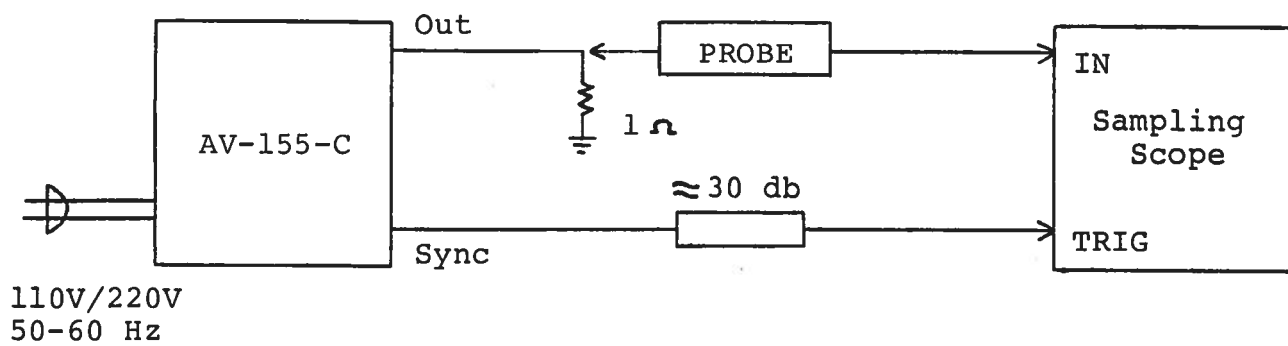 Out
PROBE
IN
1 Ω
AV-155-C
Sampling
Scope
≈ 30 db
Sync
TRIG
110V/220V
50-60 Hz